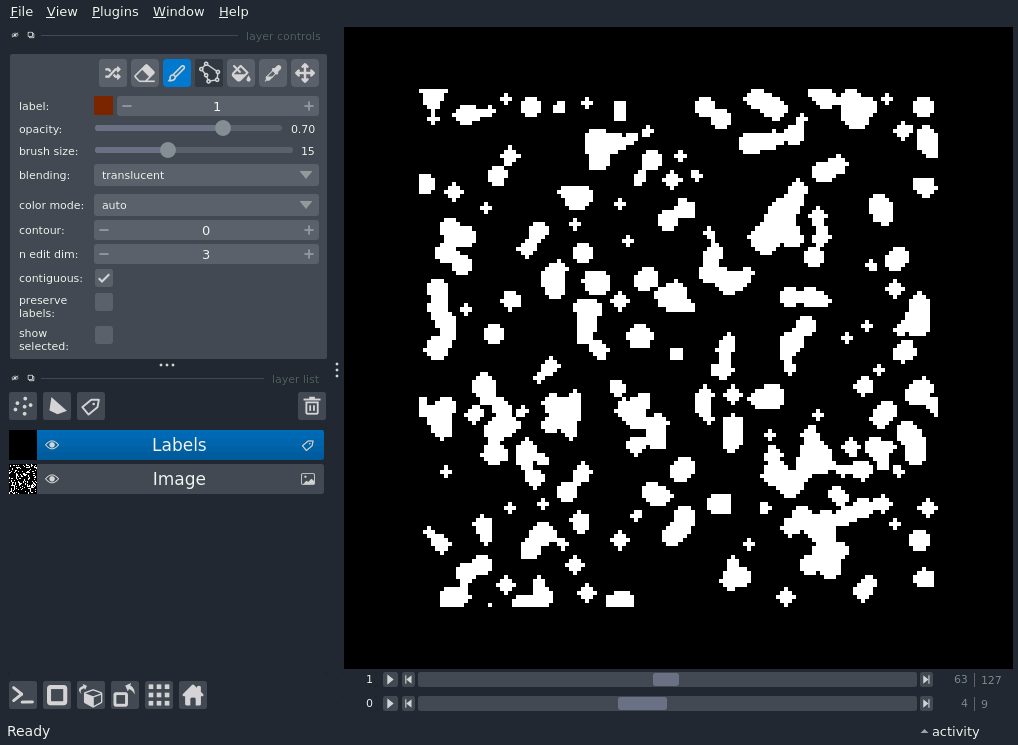 File View Plugins Window Help
layer controls
label: 1
opacity: 0.70
brush size: 15
blending: translucent
color mode: auto
contour: 0
n edit dim: 3
contiguous:
preserve
labels:
show
selected:
layer list
Labels
Image
1 63 127
0 4 9
Ready activity